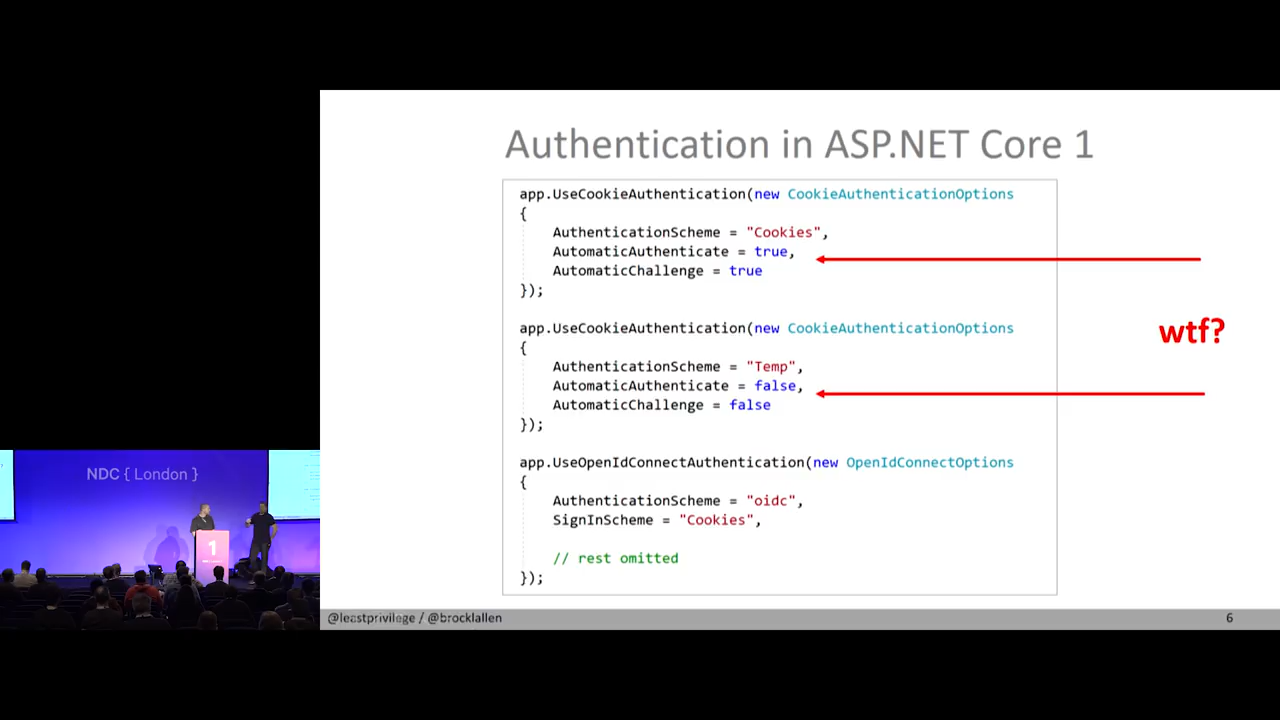 Authentication in ASP.NET Core 1
app.UseCookieAuthentication(new CookieAuthenticationOptions
{
    AuthenticationScheme = "Cookies",
    AutomaticAuthenticate = true,
    AutomaticChallenge = true
});
app.UseCookieAuthentication(new CookieAuthenticationOptions
{
    AuthenticationScheme = "Temp",
    AutomaticAuthenticate = false,
    AutomaticChallenge = false
});
app.UseOpenIdConnectAuthentication(new OpenIdConnectOptions
{
    AuthenticationScheme = "oidc",
    SignInScheme = "Cookies",
    // rest omitted
});
wtf?
NDC { London }
1
@leastprivilege / @brocklallen
6